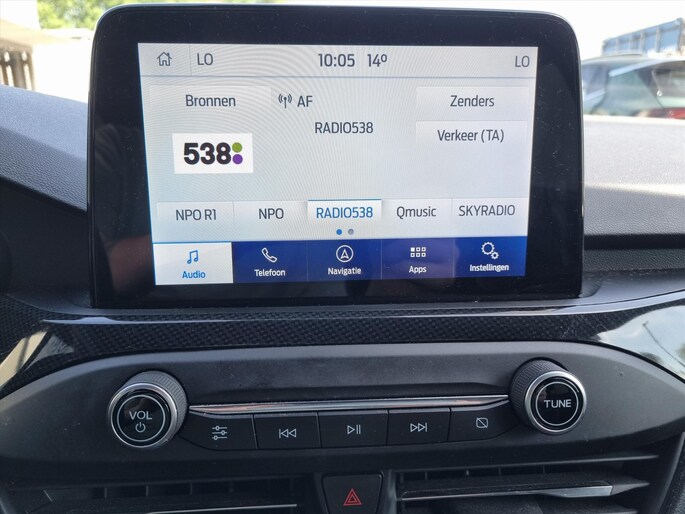 LO 10:05 14° LO
Bronnen AF Zenders
RADIO538
538
Verkeer (TA)
NPO R1 NPO RADIO538 Qmusic SKYRADIO
Audio Telefoon Navigatie Apps Instellingen
VOL TUNE